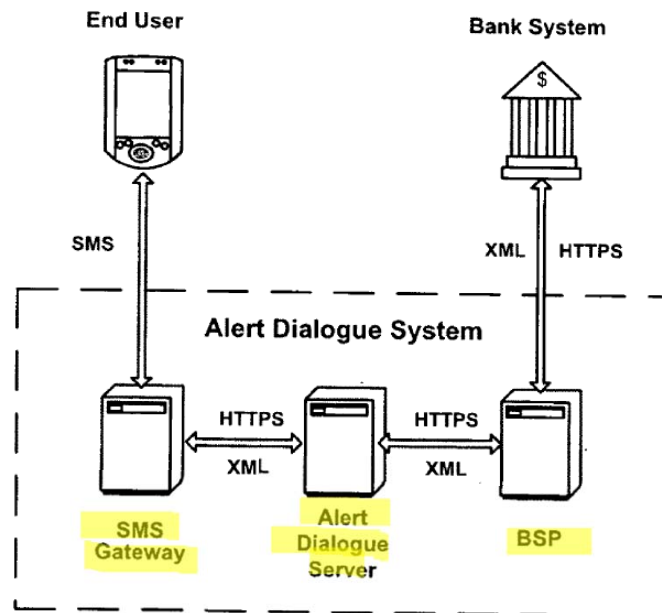 End User
Bank System
$
SMS
XML HTTPS
Alert Dialogue System
HTTPS
XML
HTTPS
XML
SMS
Gateway
Alert
Dialogue
Server
BSP